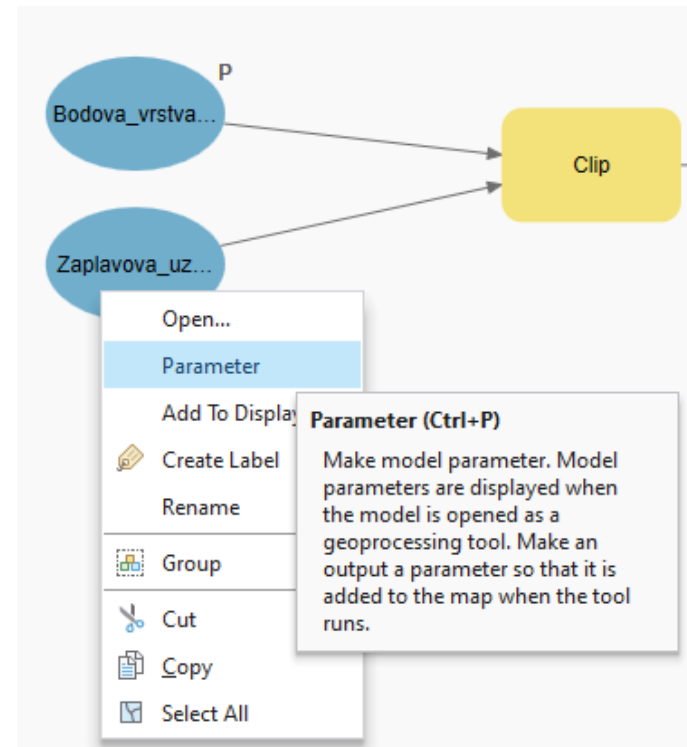 P
Bodova_vrstva...
Clip
Zaplavova_uz...
Open...
Parameter
Add To Display
Parameter (Ctrl+P)
Make model parameter. Model
parameters are displayed when
the model is opened as a
geoprocessing tool. Make an
output a parameter so that it is
added to the map when the tool
runs.
Create Label
Rename
Group
Cut
Copy
Select All